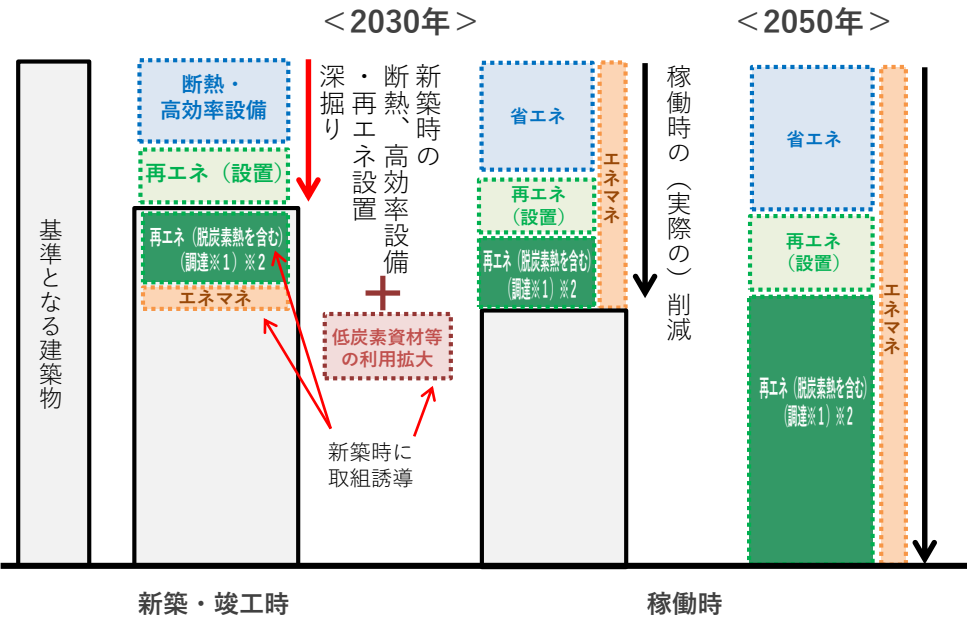 ＜2030年＞
＜2050年＞
基準となる建築物
断熱・
高効率設備
再エネ（設置）
再エネ（脱炭素熱を含む）
（調達※1）※2
エネマネ
新築時の
断熱、高効率設備
・再エネ設置
深掘り
＋
低炭素資材等
の利用拡大
新築時に
取組誘導
省エネ
再エネ
（設置）
再エネ（脱炭素熱を含む）
（調達※1）※2
エネマネ
稼働時の（実際の）削減
省エネ
再エネ
（設置）
再エネ（脱炭素熱を含む）
（調達※1）※2
エネマネ
新築・竣工時
稼働時